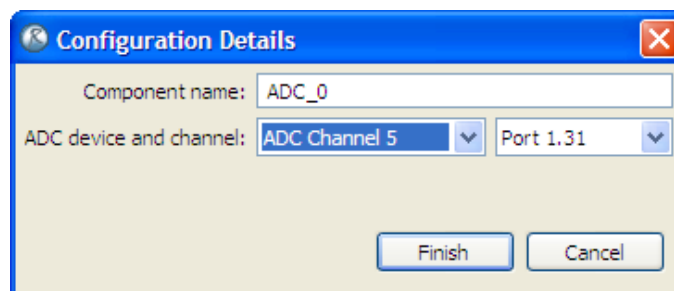 Configuration Details
Component name: ADC_0
ADC device and channel: ADC Channel 5 Port 1.31
Finish Cancel